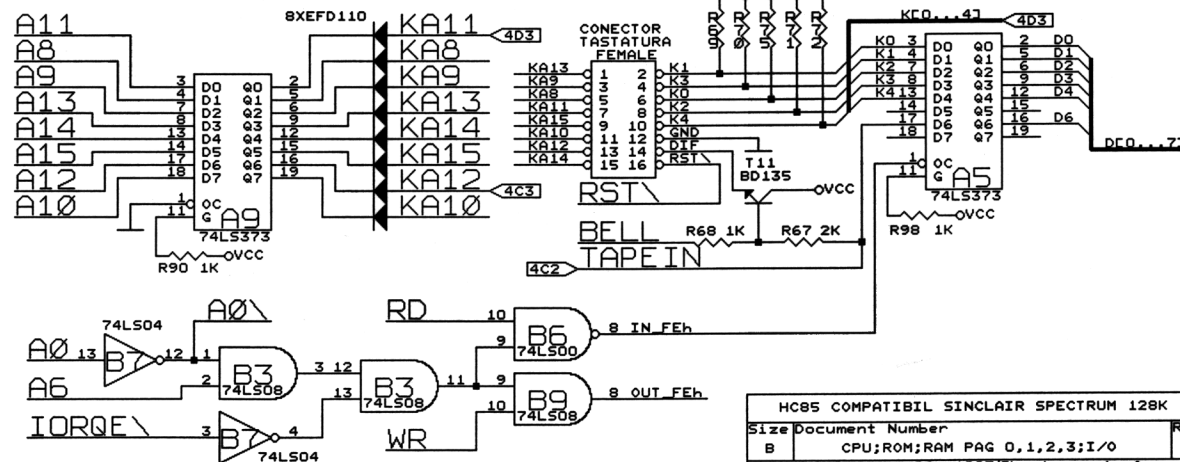 8XEFD110
A11
A8
A9
A13
A14
A15
A12
A10
3 D0 Q0 2
4 D1 Q1 5
7 D2 Q2 6
8 D3 Q3 9
13 D4 Q4 12
14 D5 Q5 15
17 D6 Q6 16
18 D7 Q7 19
1 OC
11 G
A9
74LS373
R90 1K
VCC
KA11
KA8
KA9
KA13
KA14
KA15
KA12
KA10
4D3
4C3
CONECTOR
TASTATURA
FEMALE
KA13 1 2 K1
KA9 3 4 K3
KA8 5 6 K0
KA11 7 8 K2
KA15 9 10 K4
KA10 11 12 GND
KA12 13 14 DIF
KA14 15 16 RST\
R69
R70
R75
R71
R72
RST\
T11
BD135
VCC
BELL
R68 1K
R67 2K
TAPEIN
4C2
KC0...4]
4D3
K0 3 D0 Q0 2 D0
K1 4 D1 Q1 5 D1
K2 7 D2 Q2 6 D2
K3 8 D3 Q3 9 D3
K4 13 D4 Q4 12 D4
14 D5 Q5 15
17 D6 Q6 16 D6
18 D7 Q7 19
1 OC
11 G
A5
74LS373
R98 1K
VCC
DC0...7]
74LS04
A0\
A0 13 B7 12
A6
1
2
B3
74LS08
3
IORQE\ 3 B7 4
74LS04
12
13
B3
74LS08
11
RD
10
9
B6
74LS00
8 IN_FEh
9
10
B9
74LS08
8 OUT_FEh
WR
HC85 COMPATIBIL SINCLAIR SPECTRUM 128K
Size Document Number R
B CPU;ROM;RAM PAG 0,1,2,3;I/O